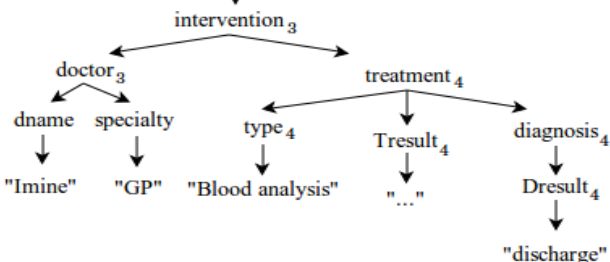 intervention3
doctor3 treatment4
dname specialty type4 Tresult4 diagnosis4
"Imine" "GP" "Blood analysis" "..." Dresult4
"discharge"